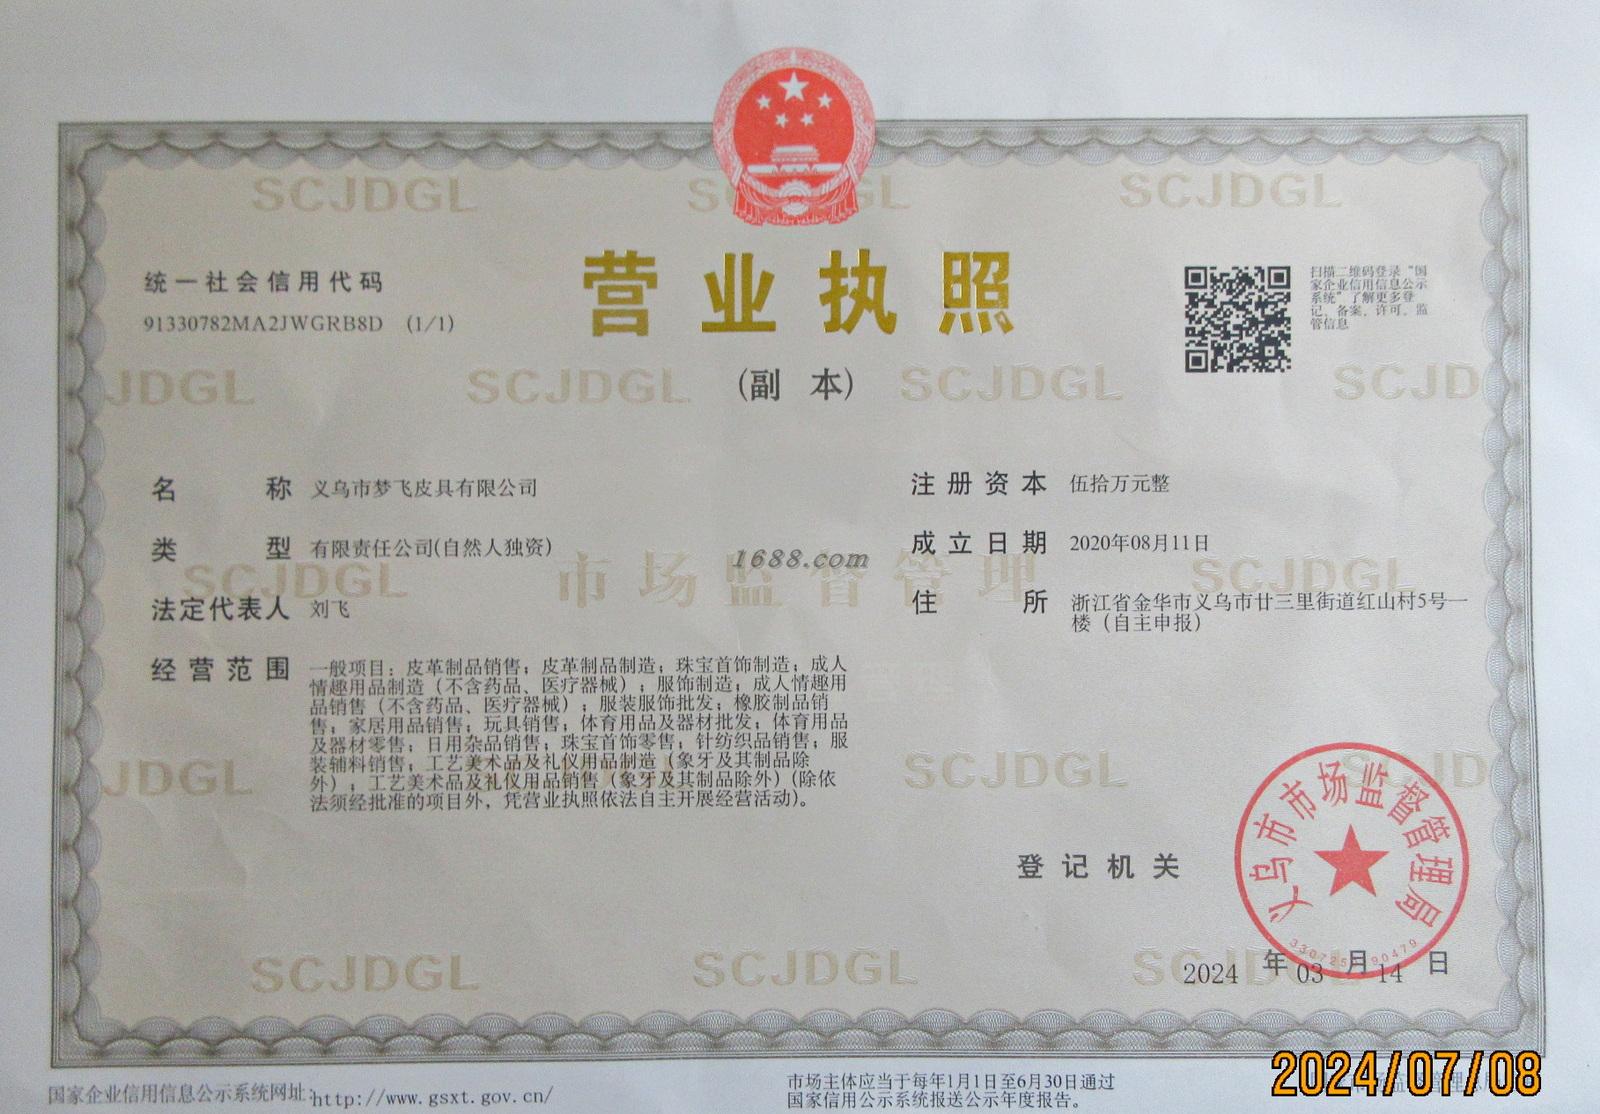 SCJDGL
SCJDGL
统一社会信用代码
91330782MA2JWGRB8D (1/1)
营业执照
(副 本)
扫描二维码登录“国
家企业信用信息公示
系统”了解更多登
记、备案、许可、监
管信息
JDGL
SCJDGL
SCJDGL
SCJD
名 称 义乌市梦飞皮具有限公司
类 型 有限责任公司(自然人独资)
法定代表人 刘飞
经营范围 一般项目：皮革制品销售；皮革制品制造；珠宝首饰制造；成人
情趣用品制造（不含药品、医疗器械）；服饰制造；成人情趣用
品销售（不含药品、医疗器械）；服装服饰批发；橡胶制品销
售；家居用品销售；玩具销售；体育用品及器材批发；体育用品
及器材零售；日用杂品销售；珠宝首饰零售；针纺织品销售；服
装辅料销售；工艺美术品及礼仪用品制造（象牙及其制品除
外）；工艺美术品及礼仪用品销售（象牙及其制品除外）(除依
法须经批准的项目外，凭营业执照依法自主开展经营活动)。
注册资本 伍拾万元整
成立日期 2020年08月11日
住 所 浙江省金华市义乌市廿三里街道红山村5号一
楼（自主申报）
1688.com
市场监督管理
SCJDGL
SCJDGL
JDGL
SCJDGL
登记机关
义乌市市场监督管理局
2024 年 03 月 14 日
SCJDGL
SCJDGL
国家企业信用信息公示系统网址:http://www.gsxt.gov.cn/
市场主体应当于每年1月1日至6月30日通过
国家信用公示系统报送公示年度报告。
2024/07/08